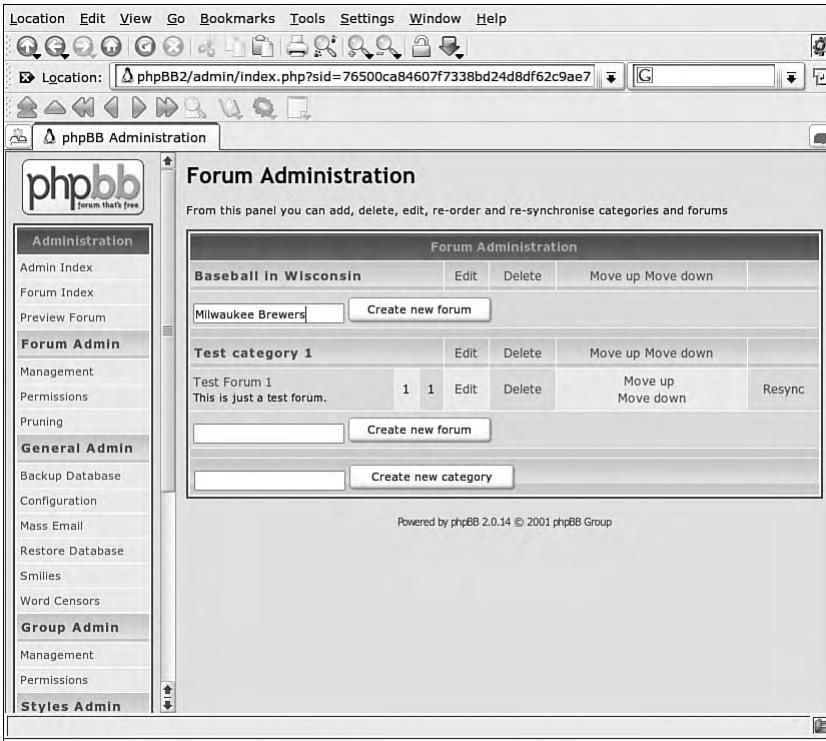 Location Edit View Go Bookmarks Tools Settings Window Help
Location: phpBB2/admin/index.php?sid=76500ca84607f7338bd24d8df62c9ae7 G
phpBB Administration
phpbb
forum that's free
Administration
Admin Index
Forum Index
Preview Forum
Forum Admin
Management
Permissions
Pruning
General Admin
Backup Database
Configuration
Mass Email
Restore Database
Smilies
Word Censors
Group Admin
Management
Permissions
Styles Admin
Forum Administration
From this panel you can add, delete, edit, re-order and re-synchronise categories and forums
Forum Administration
Baseball in Wisconsin Edit Delete Move up Move down
Milwaukee Brewers Create new forum
Test category 1 Edit Delete Move up Move down
Test Forum 1
This is just a test forum. 1 1 Edit Delete Move up
Move down Resync
Create new forum
Create new category
Powered by phpBB 2.0.14 © 2001 phpBB Group